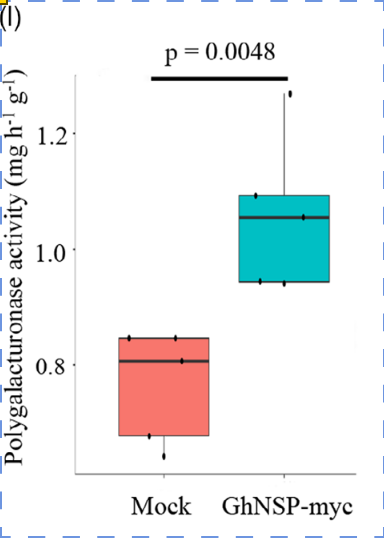 (l)
p = 0.0048
Polygalacturonase activity (mg h⁻¹ g⁻¹)
1.2
1.0
0.8
Mock GhNSP-myc